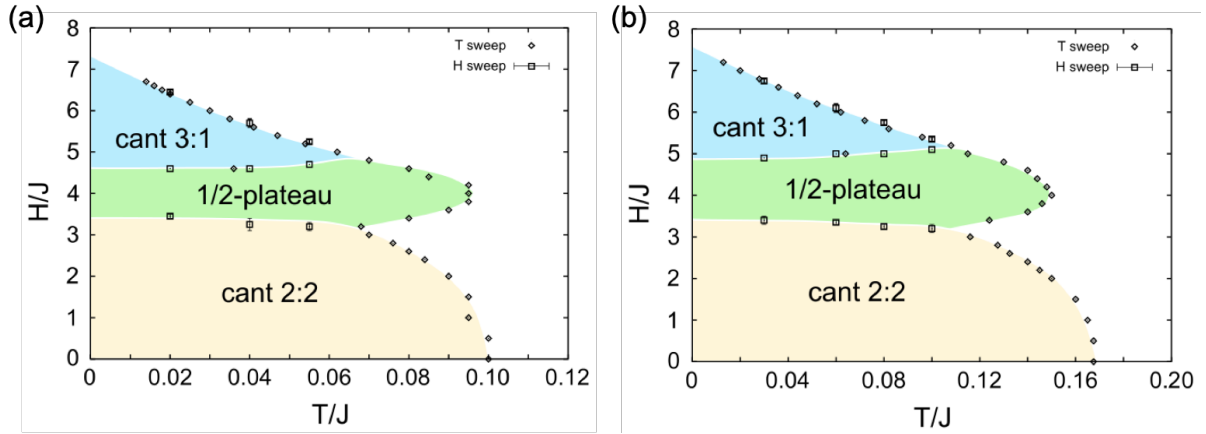 (a)
8
7
6
5
4
3
2
1
0
H/J
T sweep
H sweep
cant 3:1
1/2-plateau
cant 2:2
0 0.02 0.04 0.06 0.08 0.10 0.12
T/J
(b)
8
7
6
5
4
3
2
1
0
H/J
T sweep
H sweep
cant 3:1
1/2-plateau
cant 2:2
0 0.04 0.08 0.12 0.16 0.20
T/J